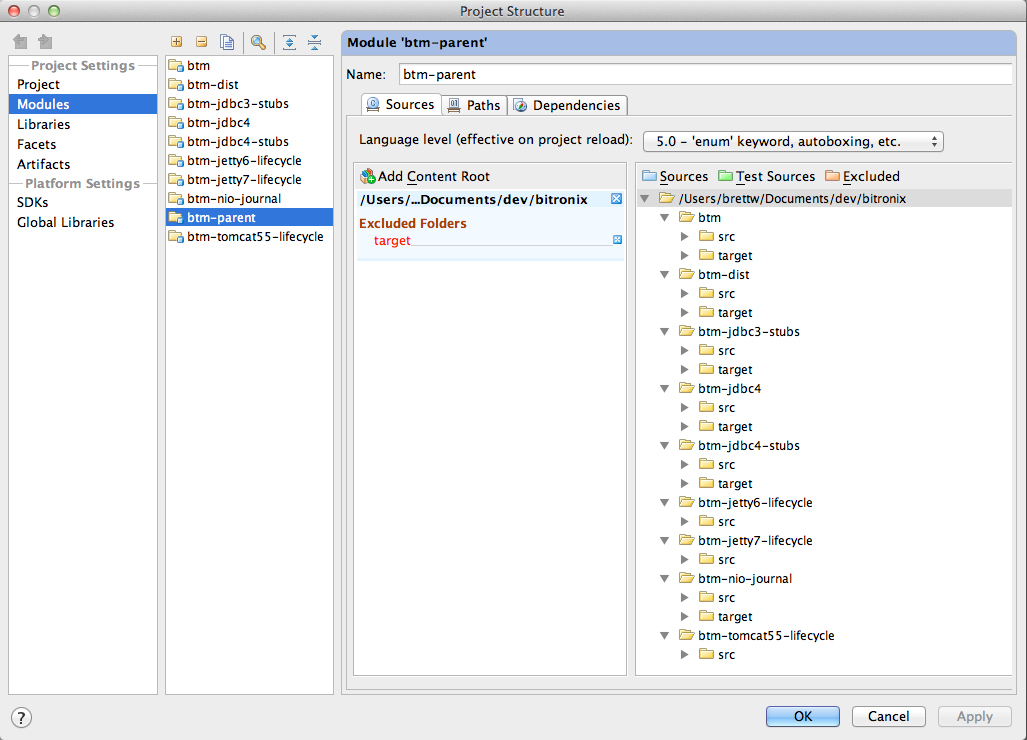 Project Structure
Project Settings
Project
Modules
Libraries
Facets
Artifacts
Platform Settings
SDKs
Global Libraries
btm
btm-dist
btm-jdbc3-stubs
btm-jdbc4
btm-jdbc4-stubs
btm-jetty6-lifecycle
btm-jetty7-lifecycle
btm-nio-journal
btm-parent
btm-tomcat55-lifecycle
Module 'btm-parent'
Name: btm-parent
Sources Paths Dependencies
Language level (effective on project reload): 5.0 – 'enum' keyword, autoboxing, etc.
Add Content Root
/Users/...Documents/dev/bitronix
Excluded Folders
target
Sources Test Sources Excluded
/Users/brettw/Documents/dev/bitronix
btm
src
target
btm-dist
src
target
btm-jdbc3-stubs
src
target
btm-jdbc4
src
target
btm-jdbc4-stubs
src
target
btm-jetty6-lifecycle
src
btm-jetty7-lifecycle
src
btm-nio-journal
src
target
btm-tomcat55-lifecycle
src
? OK Cancel Apply